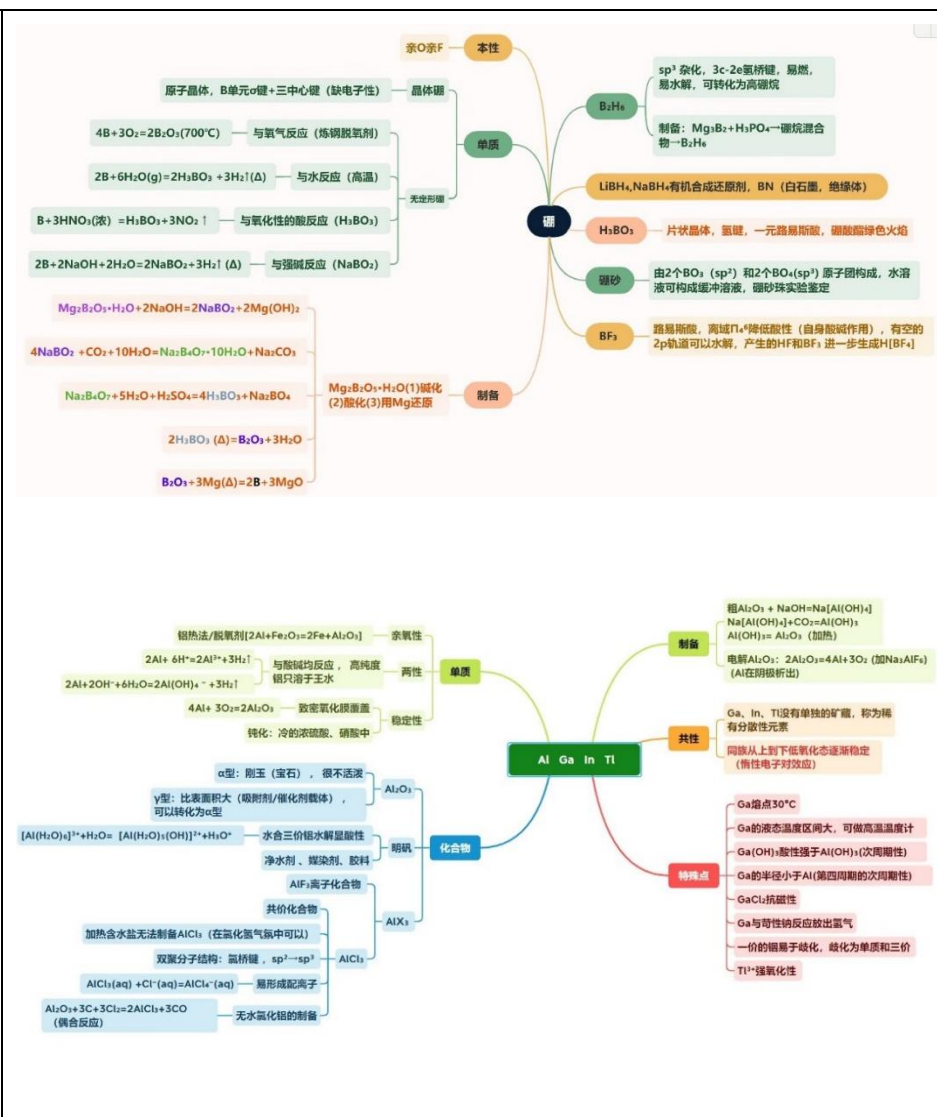 亲O亲F
本性
原子晶体，B单元σ键+三中心键（缺电子性）
晶体硼
4B+3O₂=2B₂O₃(700℃)
与氧气反应（炼钢脱氧剂）
单质
2B+6H₂O(g)=2H₃BO₃ +3H₂↑(Δ)
与水反应（高温）
无定形硼
B+3HNO₃(浓) =H₃BO₃+3NO₂ ↑
与氧化性的酸反应（H₃BO₃）
2B+2NaOH+2H₂O=2NaBO₂+3H₂↑ (Δ)
与强碱反应（NaBO₂）
Mg₂B₂O₅•H₂O+2NaOH=2NaBO₂+2Mg(OH)₂
4NaBO₂ +CO₂+10H₂O=Na₂B₄O₇•10H₂O+Na₂CO₃
Na₂B₄O₇+5H₂O+H₂SO₄=4H₃BO₃+Na₂BO₄
2H₃BO₃ (Δ)=B₂O₃+3H₂O
B₂O₃+3Mg(Δ)=2B+3MgO
Mg₂B₂O₅•H₂O(1)碱化
(2)酸化(3)用Mg还原
制备
硼
B₂H₆
sp³ 杂化，3c-2e氢桥键，易燃，
易水解，可转化为高硼烷
制备：Mg₃B₂+H₃PO₄→硼烷混合
物→B₂H₆
LiBH₄,NaBH₄有机合成还原剂，BN（白石墨，绝缘体）
H₃BO₃
片状晶体，氢键，一元路易斯酸，硼酸酯绿色火焰
硼砂
由2个BO₃（sp²）和2个BO₄(sp³) 原子团构成，水溶
液可构成缓冲溶液，硼砂珠实验鉴定
BF₃
路易斯酸，离域Π₄⁶降低酸性（自身酸碱作用），有空的
2p轨道可以水解，产生的HF和BF₃ 进一步生成H[BF₄]
铝热法/脱氧剂[2Al+Fe₂O₃=2Fe+Al₂O₃]
亲氧性
2Al+ 6H⁺=2Al³⁺+3H₂↑
2Al+2OH⁻+6H₂O=2Al(OH)₄⁻ +3H₂↑
与酸碱均反应 ，高纯度
铝只溶于王水
两性
单质
4Al+ 3O₂=2Al₂O₃
致密氧化膜覆盖
钝化：冷的浓硫酸、硝酸中
稳定性
α型：刚玉（宝石），很不活泼
γ型：比表面积大（吸附剂/催化剂载体），
可以转化为α型
Al₂O₃
[Al(H₂O)₆]³⁺+H₂O= [Al(H₂O)₅(OH)]²⁺+H₃O⁺
水合三价铝水解显酸性
净水剂 、媒染剂、胶料
明矾
化合物
AlF₃离子化合物
AlX₃
共价化合物
加热含水盐无法制备AlCl₃（在氯化氢气氛中可以）
双聚分子结构：氯桥键 ，sp²→sp³
AlCl₃
AlCl₃(aq) +Cl⁻(aq)=AlCl₄⁻(aq)
易形成配离子
Al₂O₃+3C+3Cl₂=2AlCl₃+3CO
（偶合反应）
无水氯化铝的制备
Al Ga In Tl
制备
粗Al₂O₃ + NaOH=Na[Al(OH)₄]
Na[Al(OH)₄]+CO₂=Al(OH)₃
Al(OH)₃= Al₂O₃（加热）
电解Al₂O₃：2Al₂O₃=4Al+3O₂ (加Na₃AlF₆)
(Al在阴极析出)
共性
Ga、In、Tl没有单独的矿藏，称为稀
有分散性元素
同族从上到下低氧化态逐渐稳定
（惰性电子对效应）
特殊点
Ga熔点30°C
Ga的液态温度区间大，可做高温温度计
Ga(OH)₃酸性强于Al(OH)₃(次周期性)
Ga的半径小于Al(第四周期的次周期性)
GaCl₂抗磁性
Ga与苛性钠反应放出氢气
一价的铟易于歧化，歧化为单质和三价
Tl³⁺强氧化性